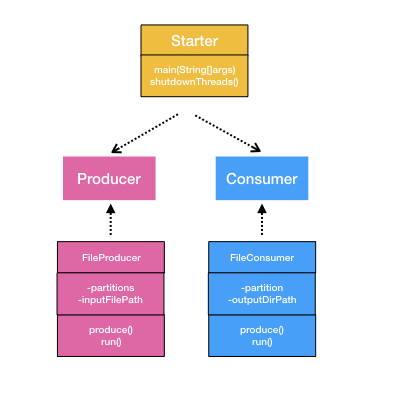 Starter
main(String[]args)
shutdownThreads()
Producer
Consumer
FileProducer
-partitions
-inputFilePath
produce()
run()
FileConsumer
-partition
-outputDirPath
produce()
run()